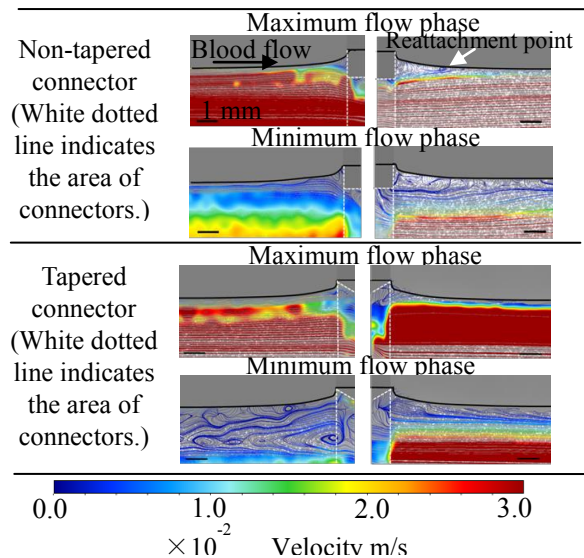 Maximum flow phase
Non-tapered
connector
(White dotted
line indicates
the area of
connectors.)
Blood flow
Reattachment point
1 mm
Minimum flow phase
Maximum flow phase
Tapered
connector
(White dotted
line indicates
the area of
connectors.)
Minimum flow phase
0.0 1.0 2.0 3.0
×10-2 Velocity m/s